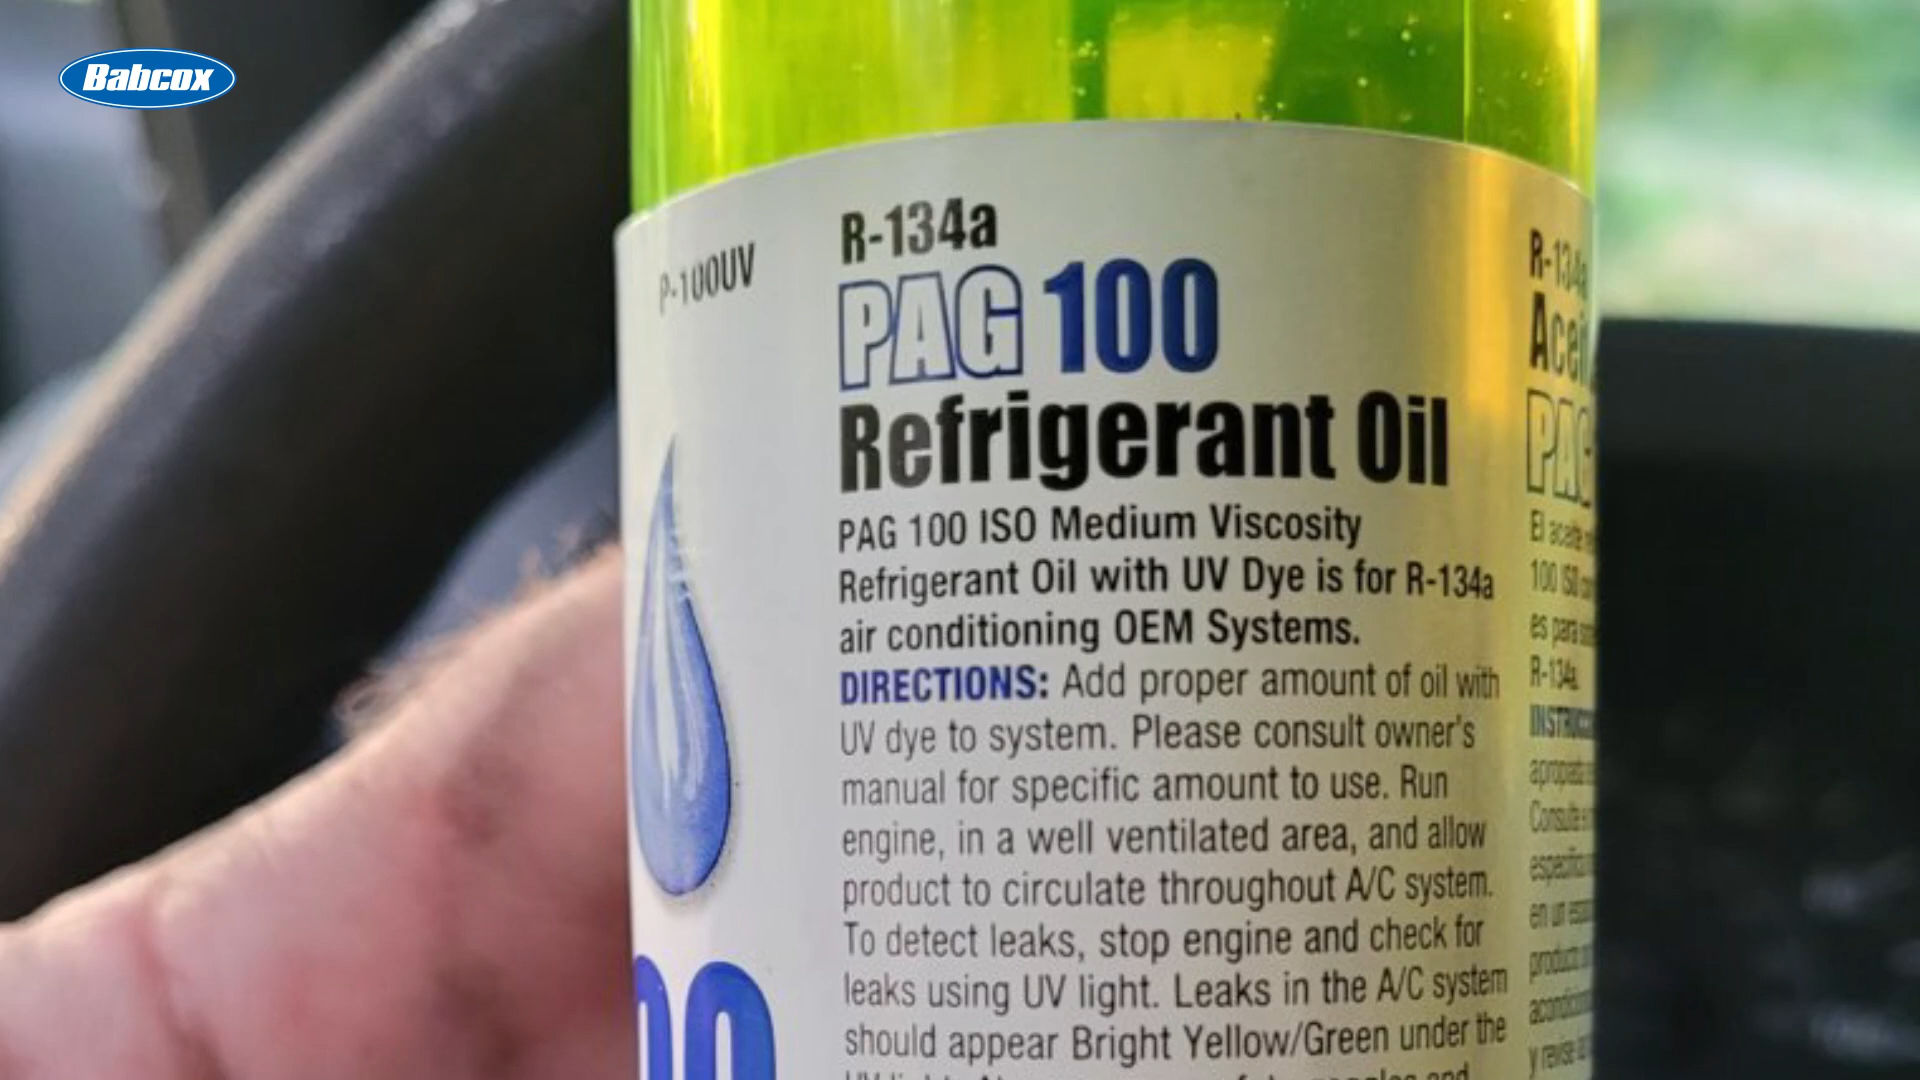 Babcox
P-100UV
R-134a
PAG 100
Refrigerant Oil
PAG 100 ISO Medium Viscosity
Refrigerant Oil with UV Dye is for R-134a
air conditioning OEM Systems.
DIRECTIONS: Add proper amount of oil with
UV dye to system. Please consult owner's
manual for specific amount to use. Run
engine, in a well ventilated area, and allow
product to circulate throughout A/C system.
To detect leaks, stop engine and check for
leaks using UV light. Leaks in the A/C system
should appear Bright Yellow/Green under the
00
R-134a
PAG
El aceite
100 ISO
es para
R-134a.